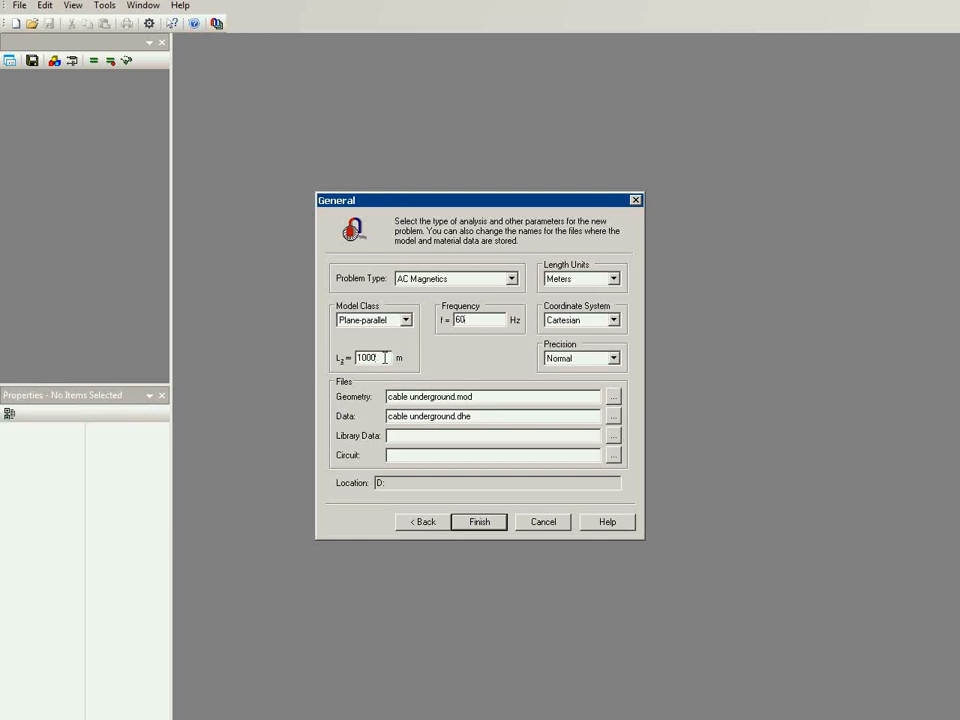 File Edit View Tools Window Help
General
Select the type of analysis and other parameters for the new
problem. You can also change the names for the files where the
model and material data are stored.
Problem Type: AC Magnetics
Length Units
Meters
Model Class
Plane-parallel
Frequency
f = 60 Hz
Coordinate System
Cartesian
Lz = 1000 m
Precision
Normal
Files
Geometry: cable underground.mod ...
Data: cable underground.dhe ...
Library Data: ...
Circuit: ...
Location: D:
< Back Finish Cancel Help
Properties - No Items Selected